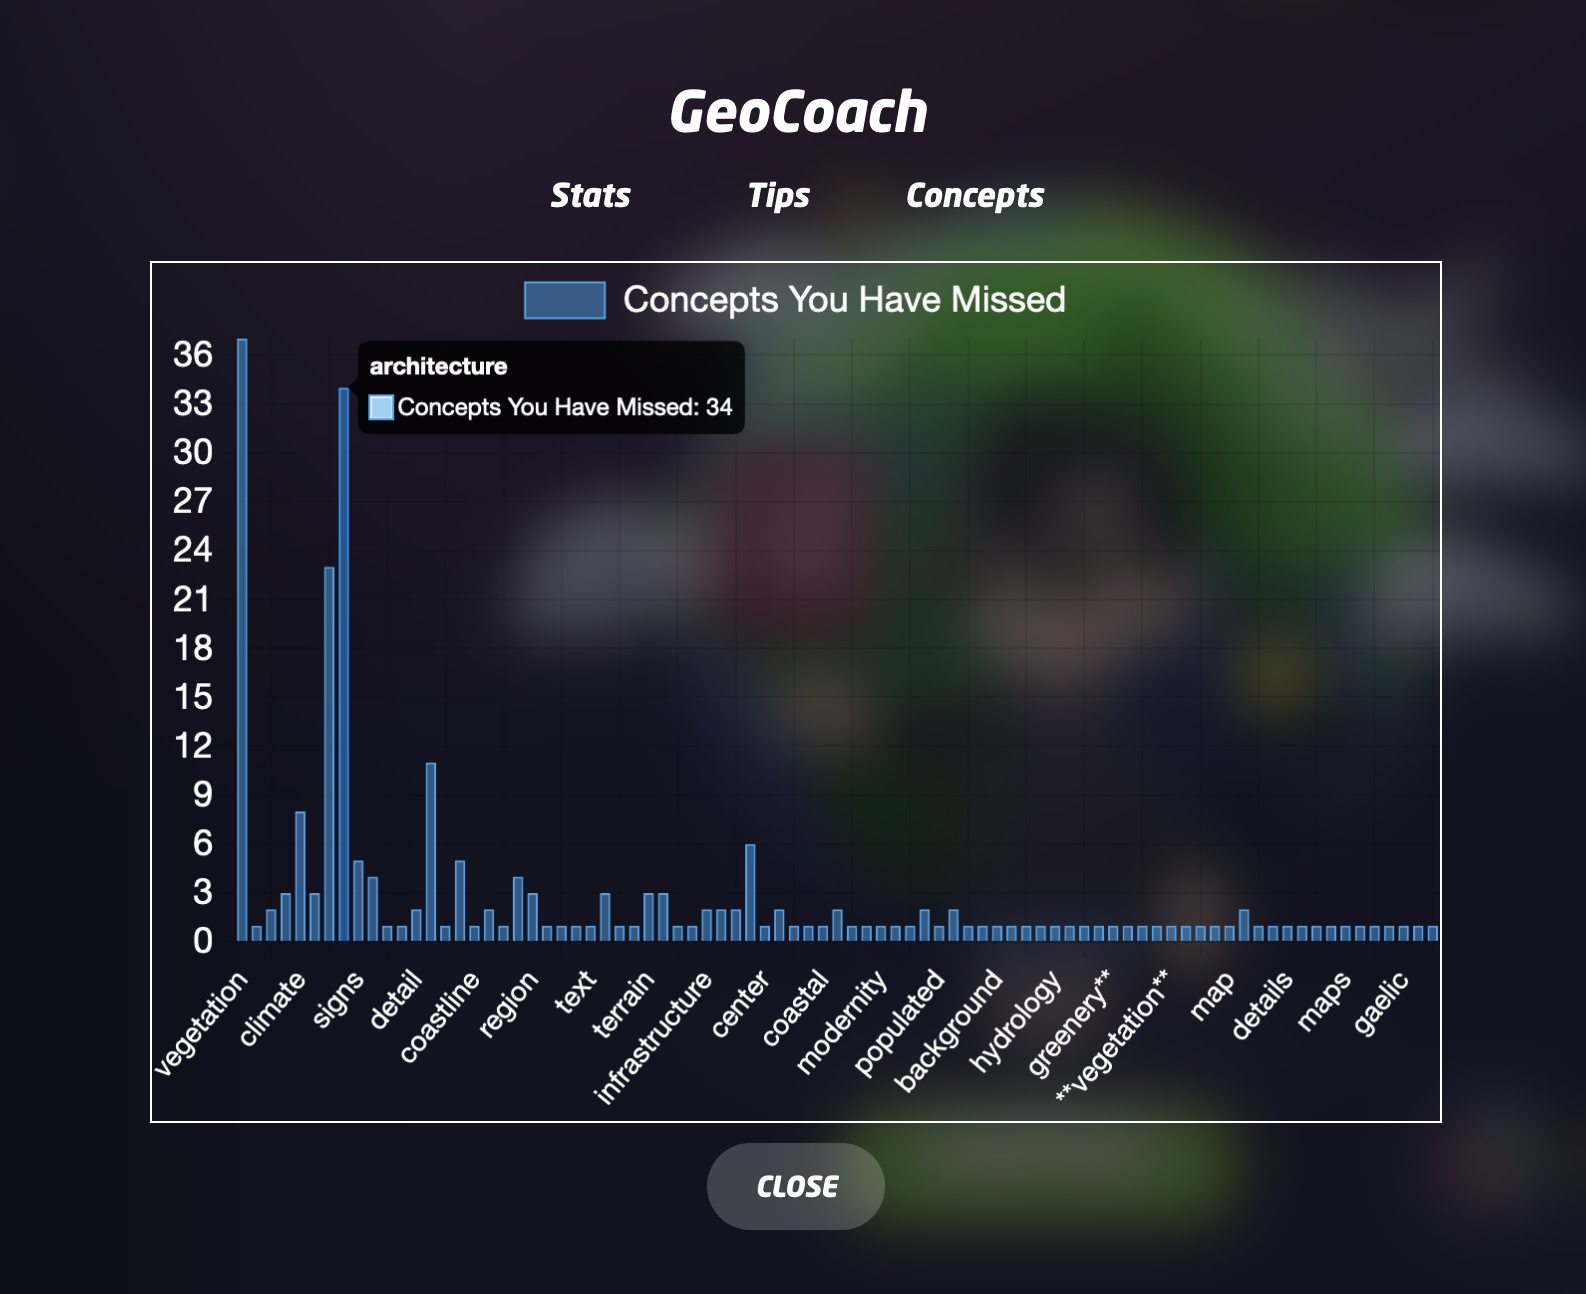 GeoCoach
Stats Tips Concepts
Concepts You Have Missed
architecture
Concepts You Have Missed: 34
36
33
30
27
24
21
18
15
12
9
6
3
0
vegetation climate signs detail coastline region text terrain infrastructure center coastal modernity populated background hydrology greenery** **vegetation** map details maps gaelic
CLOSE